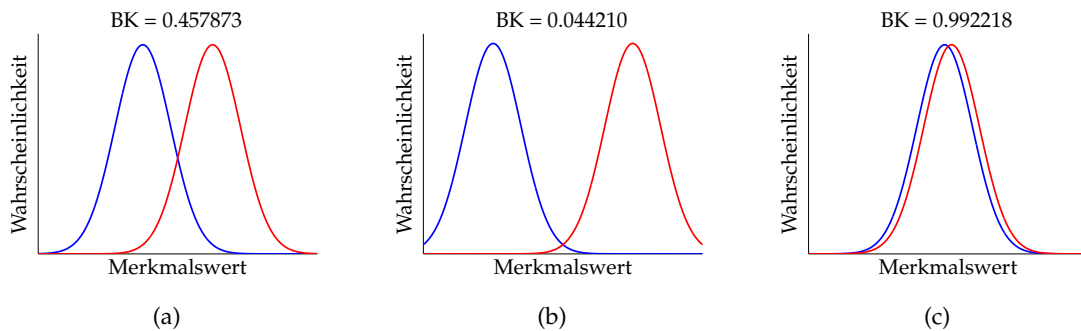 BK = 0.457873
Wahrscheinlichkeit
Merkmalswert
(a)
BK = 0.044210
Wahrscheinlichkeit
Merkmalswert
(b)
BK = 0.992218
Wahrscheinlichkeit
Merkmalswert
(c)